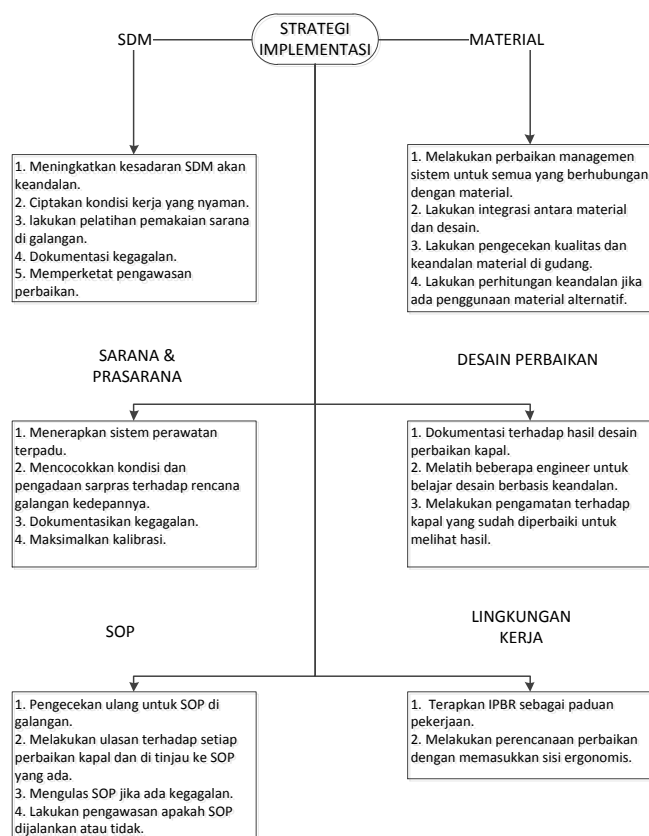 STRATEGI
IMPLEMENTASI
SDM
MATERIAL
1. Meningkatkan kesadaran SDM akan
keandalan.
2. Ciptakan kondisi kerja yang nyaman.
3. lakukan pelatihan pemakaian sarana
di galangan.
4. Dokumentasi kegagalan.
5. Memperketat pengawasan
perbaikan.
1. Melakukan perbaikan managemen
sistem untuk semua yang berhubungan
dengan material.
2. Lakukan integrasi antara material
dan desain.
3. Lakukan pengecekan kualitas dan
keandalan material di gudang.
4. Lakukan perhitungan keandalan jika
ada penggunaan material alternatif.
SARANA &
PRASARANA
DESAIN PERBAIKAN
1. Menerapkan sistem perawatan
terpadu.
2. Mencocokkan kondisi dan
pengadaan sarpras terhadap rencana
galangan kedepannya.
3. Dokumentasikan kegagalan.
4. Maksimalkan kalibrasi.
1. Dokumentasi terhadap hasil desain
perbaikan kapal.
2. Melatih beberapa engineer untuk
belajar desain berbasis keandalan.
3. Melakukan pengamatan terhadap
kapal yang sudah diperbaiki untuk
melihat hasil.
SOP
LINGKUNGAN
KERJA
1. Pengecekan ulang untuk SOP di
galangan.
2. Melakukan ulasan terhadap setiap
perbaikan kapal dan di tinjau ke SOP
yang ada.
3. Mengulas SOP jika ada kegagalan.
4. Lakukan pengawasan apakah SOP
dijalankan atau tidak.
1. Terapkan IPBR sebagai paduan
pekerjaan.
2. Melakukan perencanaan perbaikan
dengan memasukkan sisi ergonomis.